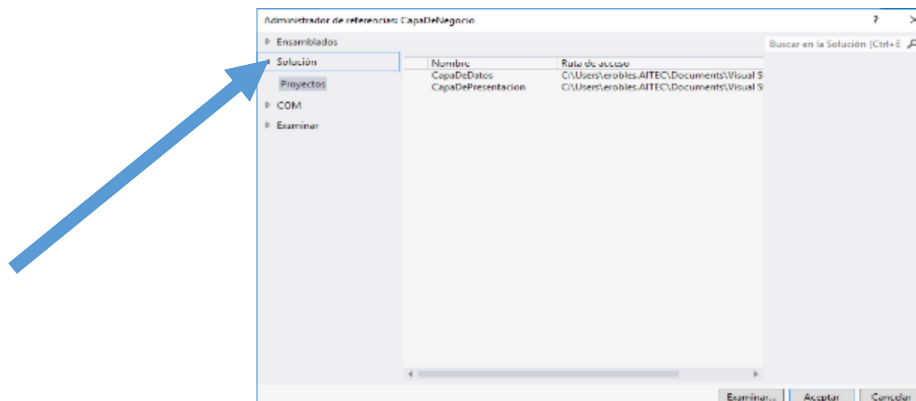 Administrador de referencias: CapaDeNegocio ?
Ensamblados
Buscar en la Solución (Ctrl+E
Solución
Nombre Ruta de acceso
CapaDeDatos C:\Users\erobles.AITEC\Documents\Visual S
Proyectos
CapaDePresentacion C:\Users\erobles.AITEC\Documents\Visual S
COM
Examinar
Examinar... Aceptar Cancelar